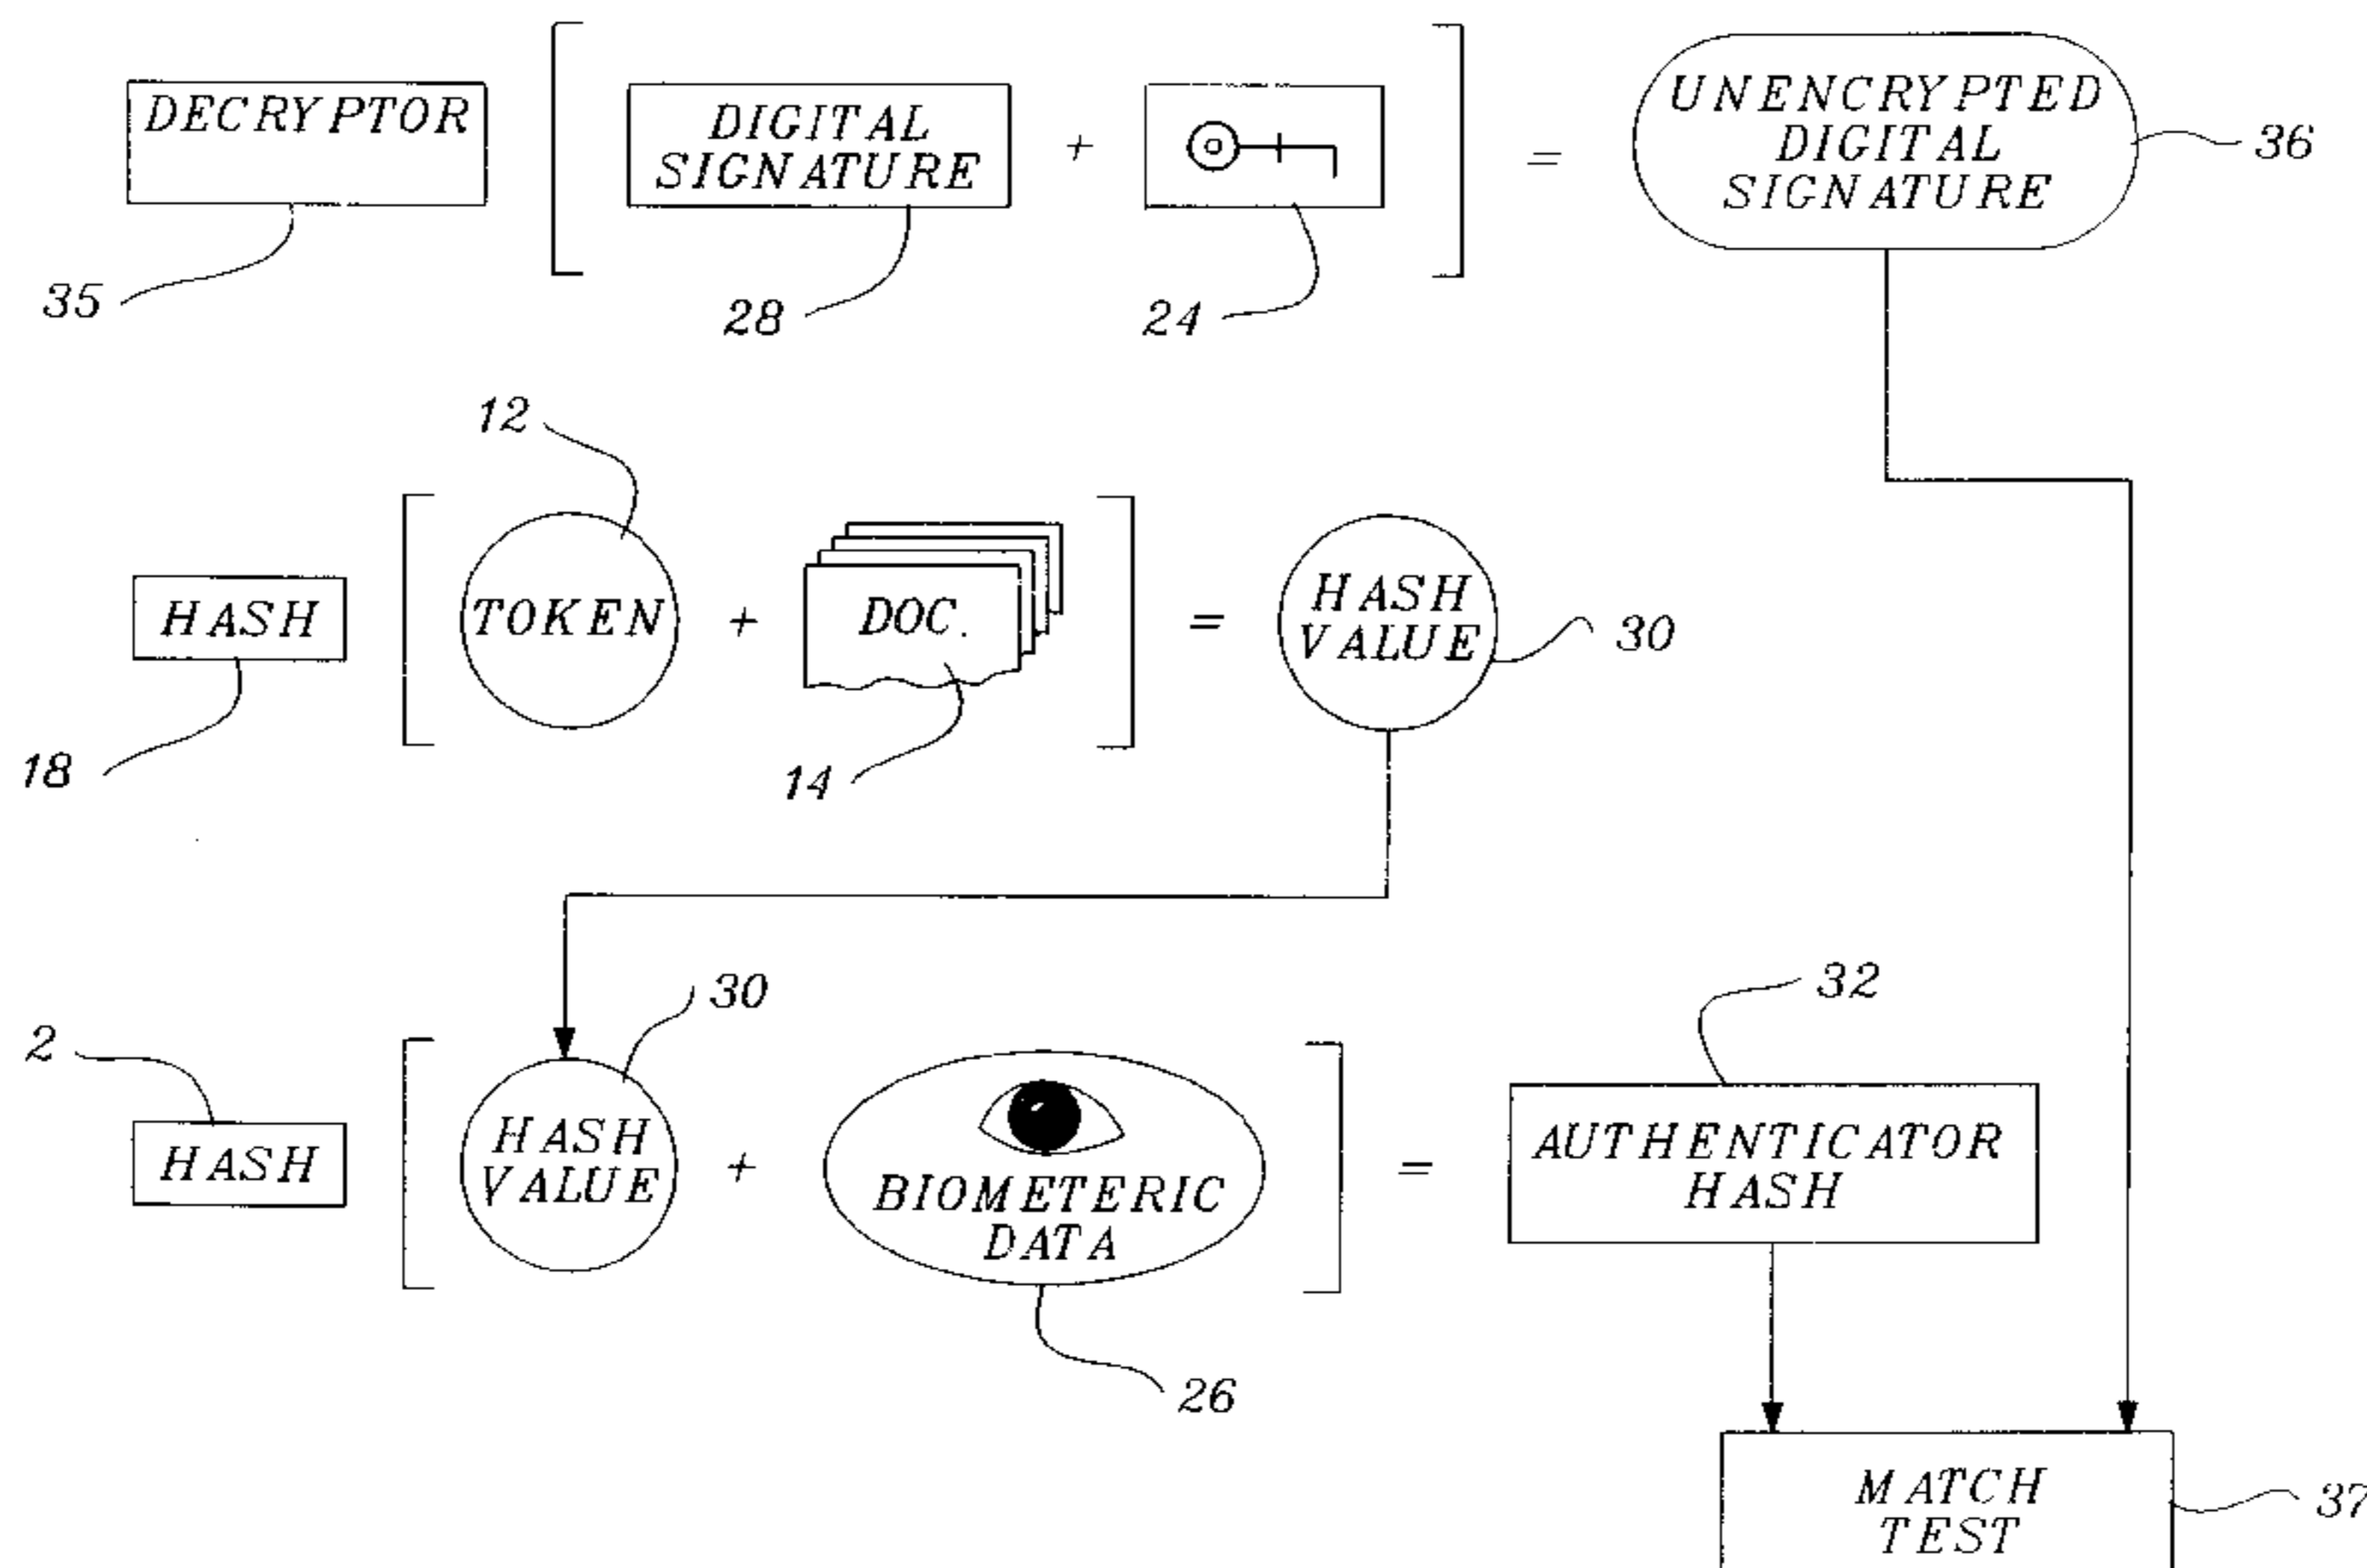 DECRYPTOR
DIGITAL
SIGNATURE
+
=
UNENCRYPTED
DIGITAL
SIGNATURE
36
35
28
24
12
HASH
TOKEN
+
DOC.
=
HASH
VALUE
30
18
14
2
30
32
HASH
HASH
VALUE
+
BIOMETERIC
DATA
=
AUTHENTICATOR
HASH
26
MATCH
TEST
37